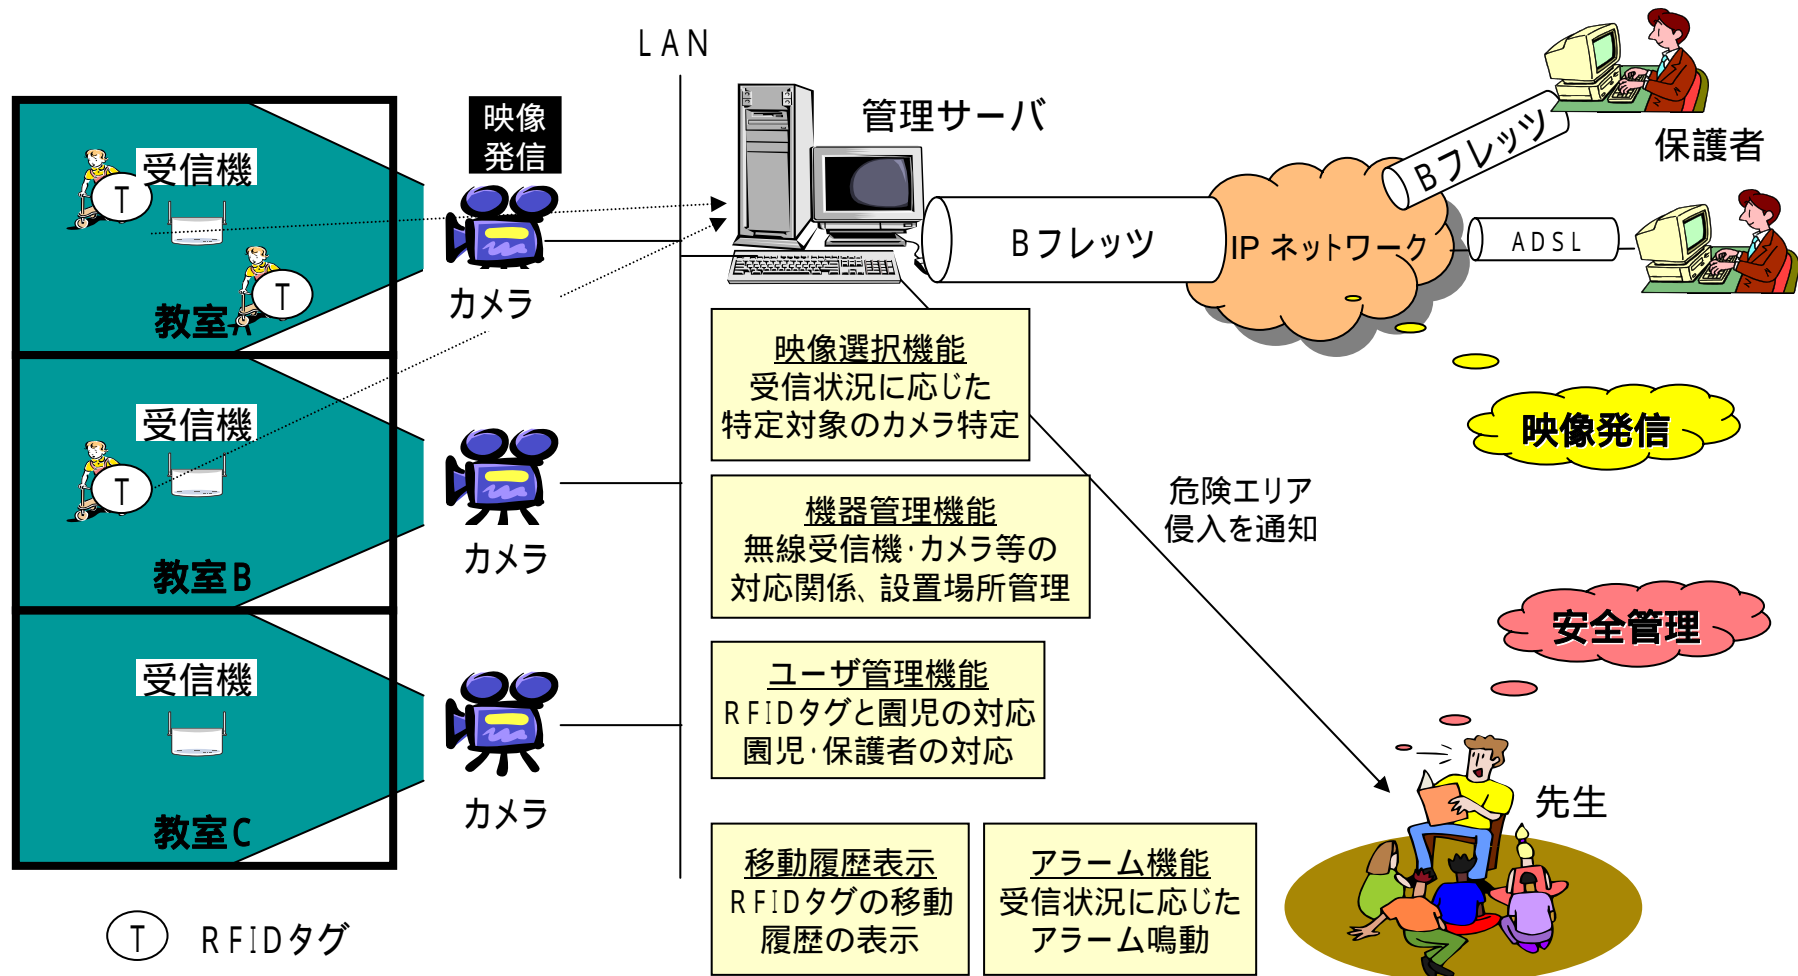 LAN
映像
発信
管理サーバ
Bフレッツ
保護者
受信機
T
T
教室
カメラ
Bフレッツ
IP ネットワーク
ADSL
映像選択機能
受信状況に応じた
特定対象のカメラ特定
映像発信
受信機
T
教室B
カメラ
機器管理機能
無線受信機・カメラ等の
対応関係、設置場所管理
危険エリア
侵入を通知
安全管理
受信機
教室C
カメラ
ユーザ管理機能
RFIDタグと園児の対応
園児・保護者の対応
先生
移動履歴表示
RFIDタグの移動
履歴の表示
アラーム機能
受信状況に応じた
アラーム鳴動
T RFIDタグ